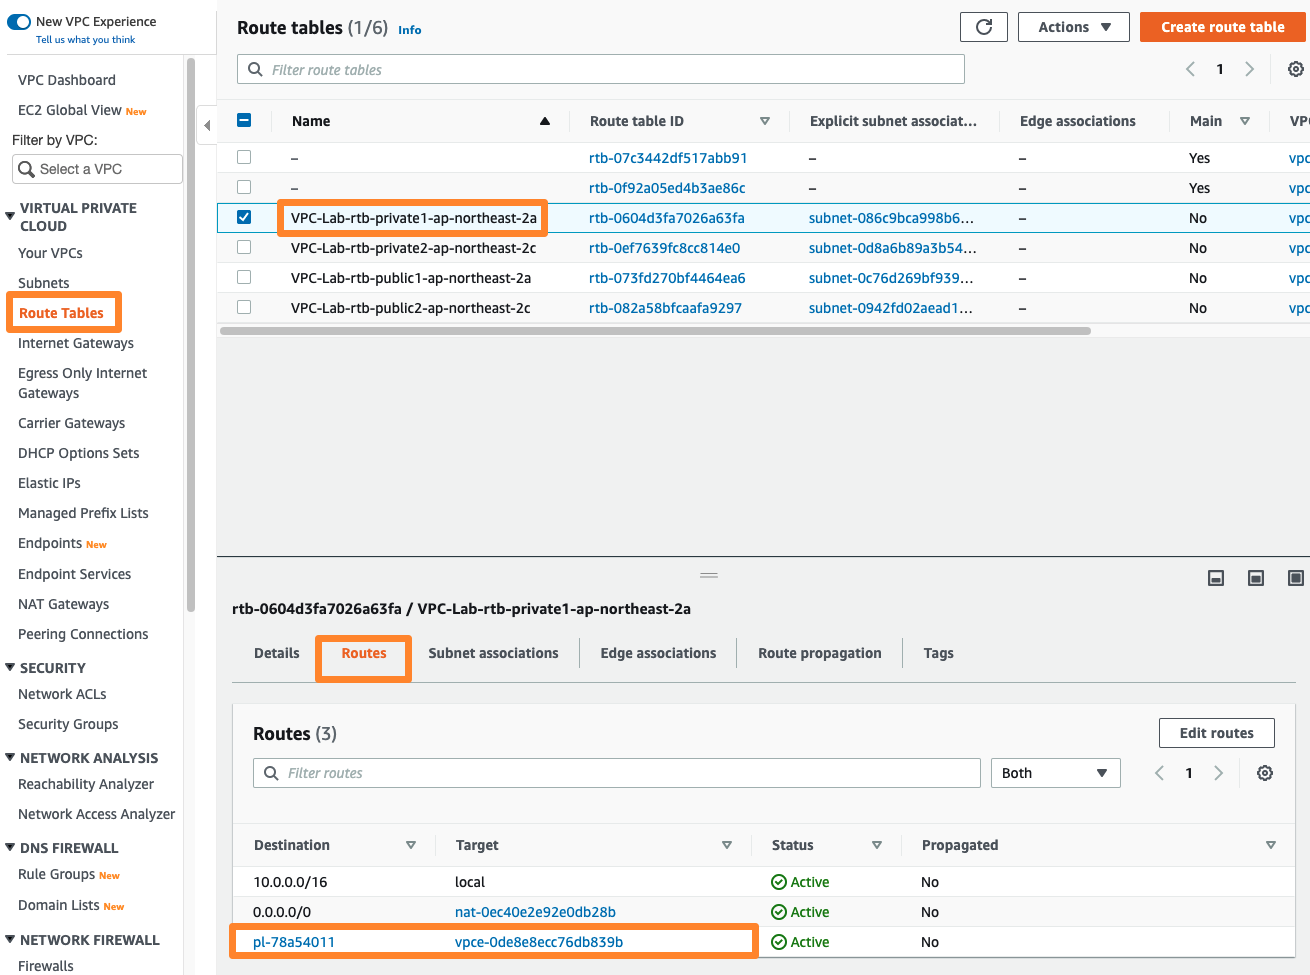 New VPC Experience
Tell us what you think
VPC Dashboard
EC2 Global View New
Filter by VPC:
Select a VPC
VIRTUAL PRIVATE
CLOUD
Your VPCs
Subnets
Route Tables
Internet Gateways
Egress Only Internet
Gateways
Carrier Gateways
DHCP Options Sets
Elastic IPs
Managed Prefix Lists
Endpoints New
Endpoint Services
NAT Gateways
Peering Connections
SECURITY
Network ACLs
Security Groups
NETWORK ANALYSIS
Reachability Analyzer
Network Access Analyzer
DNS FIREWALL
Rule Groups New
Domain Lists New
NETWORK FIREWALL
Firewalls
Route tables (1/6) Info
Actions
Create route table
Filter route tables
1
Name Route table ID Explicit subnet associat... Edge associations Main VPC
– rtb-07c3442df517abb91 – – Yes vpc
– rtb-0f92a05ed4b3ae86c – – Yes vpc
VPC-Lab-rtb-private1-ap-northeast-2a rtb-0604d3fa7026a63fa subnet-086c9bca998b6... – No vpc
VPC-Lab-rtb-private2-ap-northeast-2c rtb-0ef7639fc8cc814e0 subnet-0d8a6b89a3b54... – No vpc
VPC-Lab-rtb-public1-ap-northeast-2a rtb-073fd270bf4464ea6 subnet-0c76d269bf939... – No vpc
VPC-Lab-rtb-public2-ap-northeast-2c rtb-082a58bfcaafa9297 subnet-0942fd02aead1... – No vpc
rtb-0604d3fa7026a63fa / VPC-Lab-rtb-private1-ap-northeast-2a
Details Routes Subnet associations Edge associations Route propagation Tags
Routes (3)
Edit routes
Filter routes
Both
1
Destination Target Status Propagated
10.0.0.0/16 local Active No
0.0.0.0/0 nat-0ec40e2e92e0db28b Active No
pl-78a54011 vpce-0de8e8ecc76db839b Active No